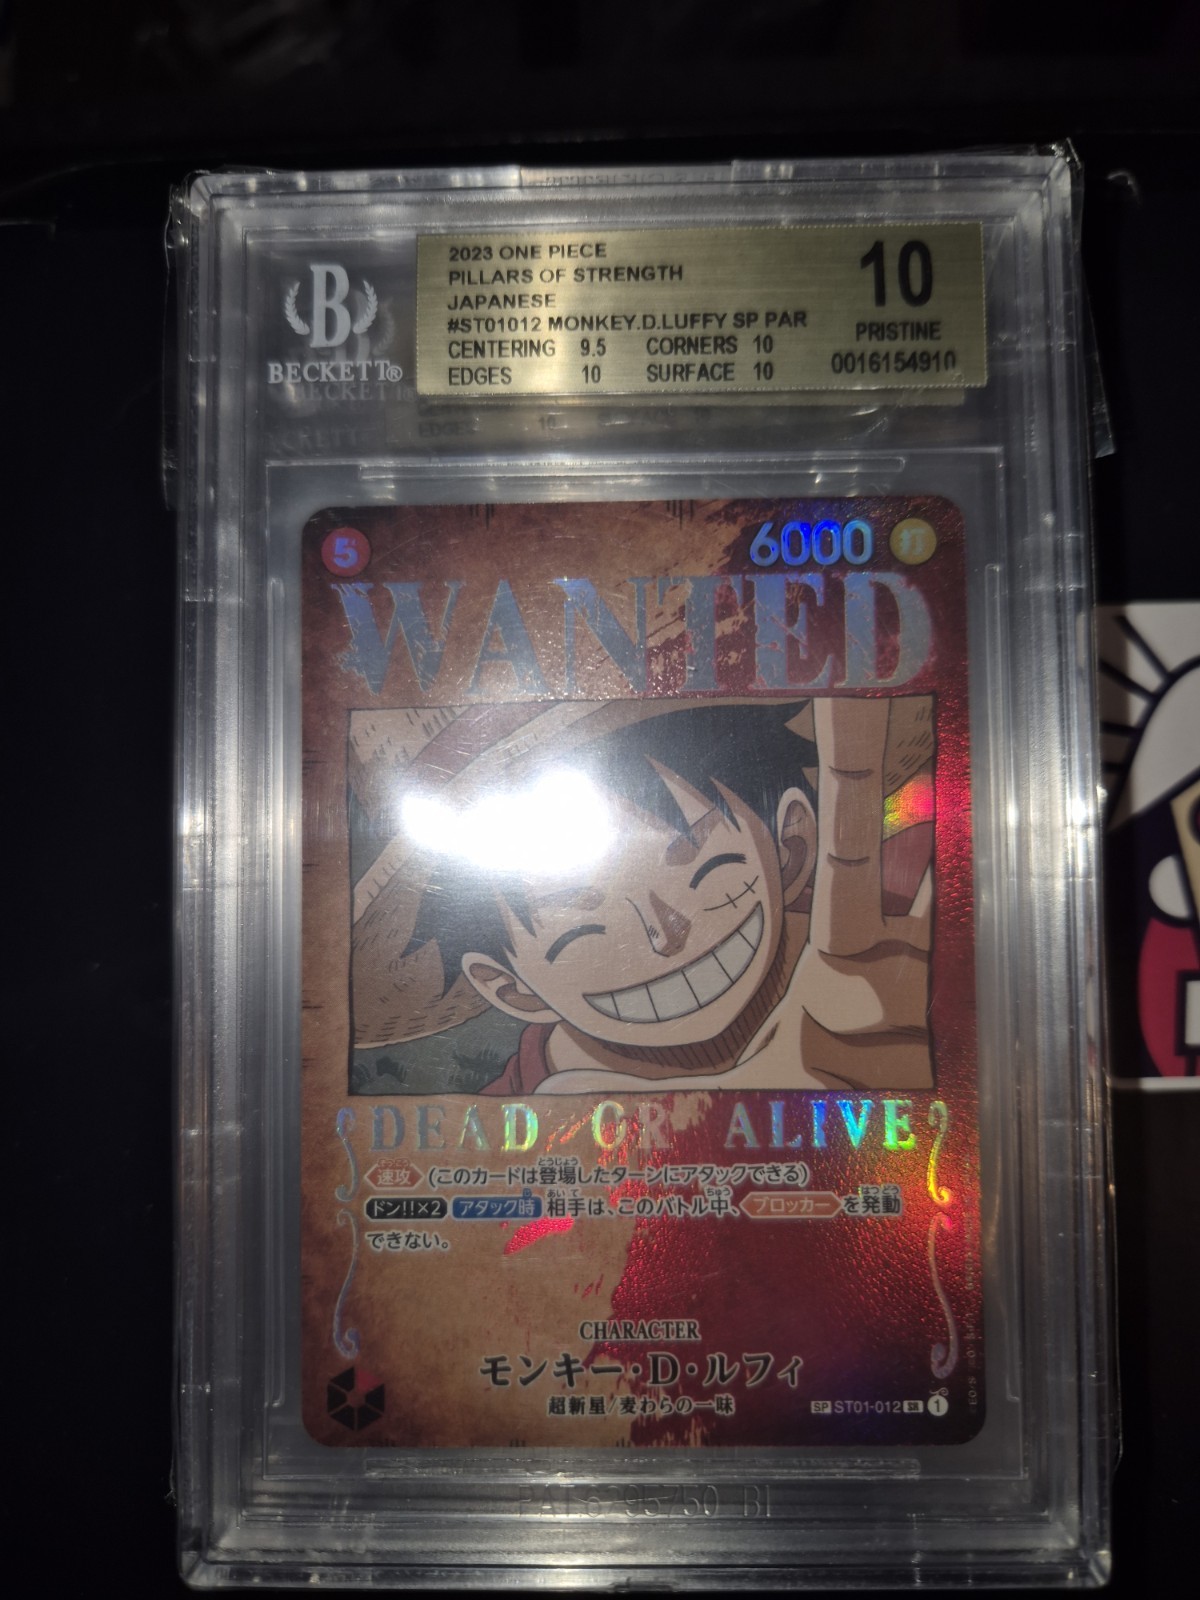 2023 ONE PIECE
PILLARS OF STRENGTH
JAPANESE
#ST01012 MONKEY.D.LUFFY SP PAR
CENTERING 9.5 CORNERS 10
EDGES 10 SURFACE 10
10
PRISTINE
0016154910
B
BECKETT®
5
6000
打
WANTED
DEAD OR ALIVE
速攻 (このカードは登場したターンにアタックできる)
ドン!!×2 アタック時 相手は、このバトル中、ブロッカーを発動
できない。
CHARACTER
モンキー・D・ルフィ
超新星/麦わらの一味
SP ST01-012 SR 1